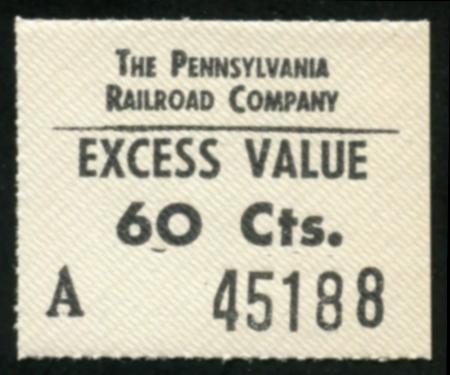 The Pennsylvania
Railroad Company
EXCESS VALUE
60 Cts.
A 45188